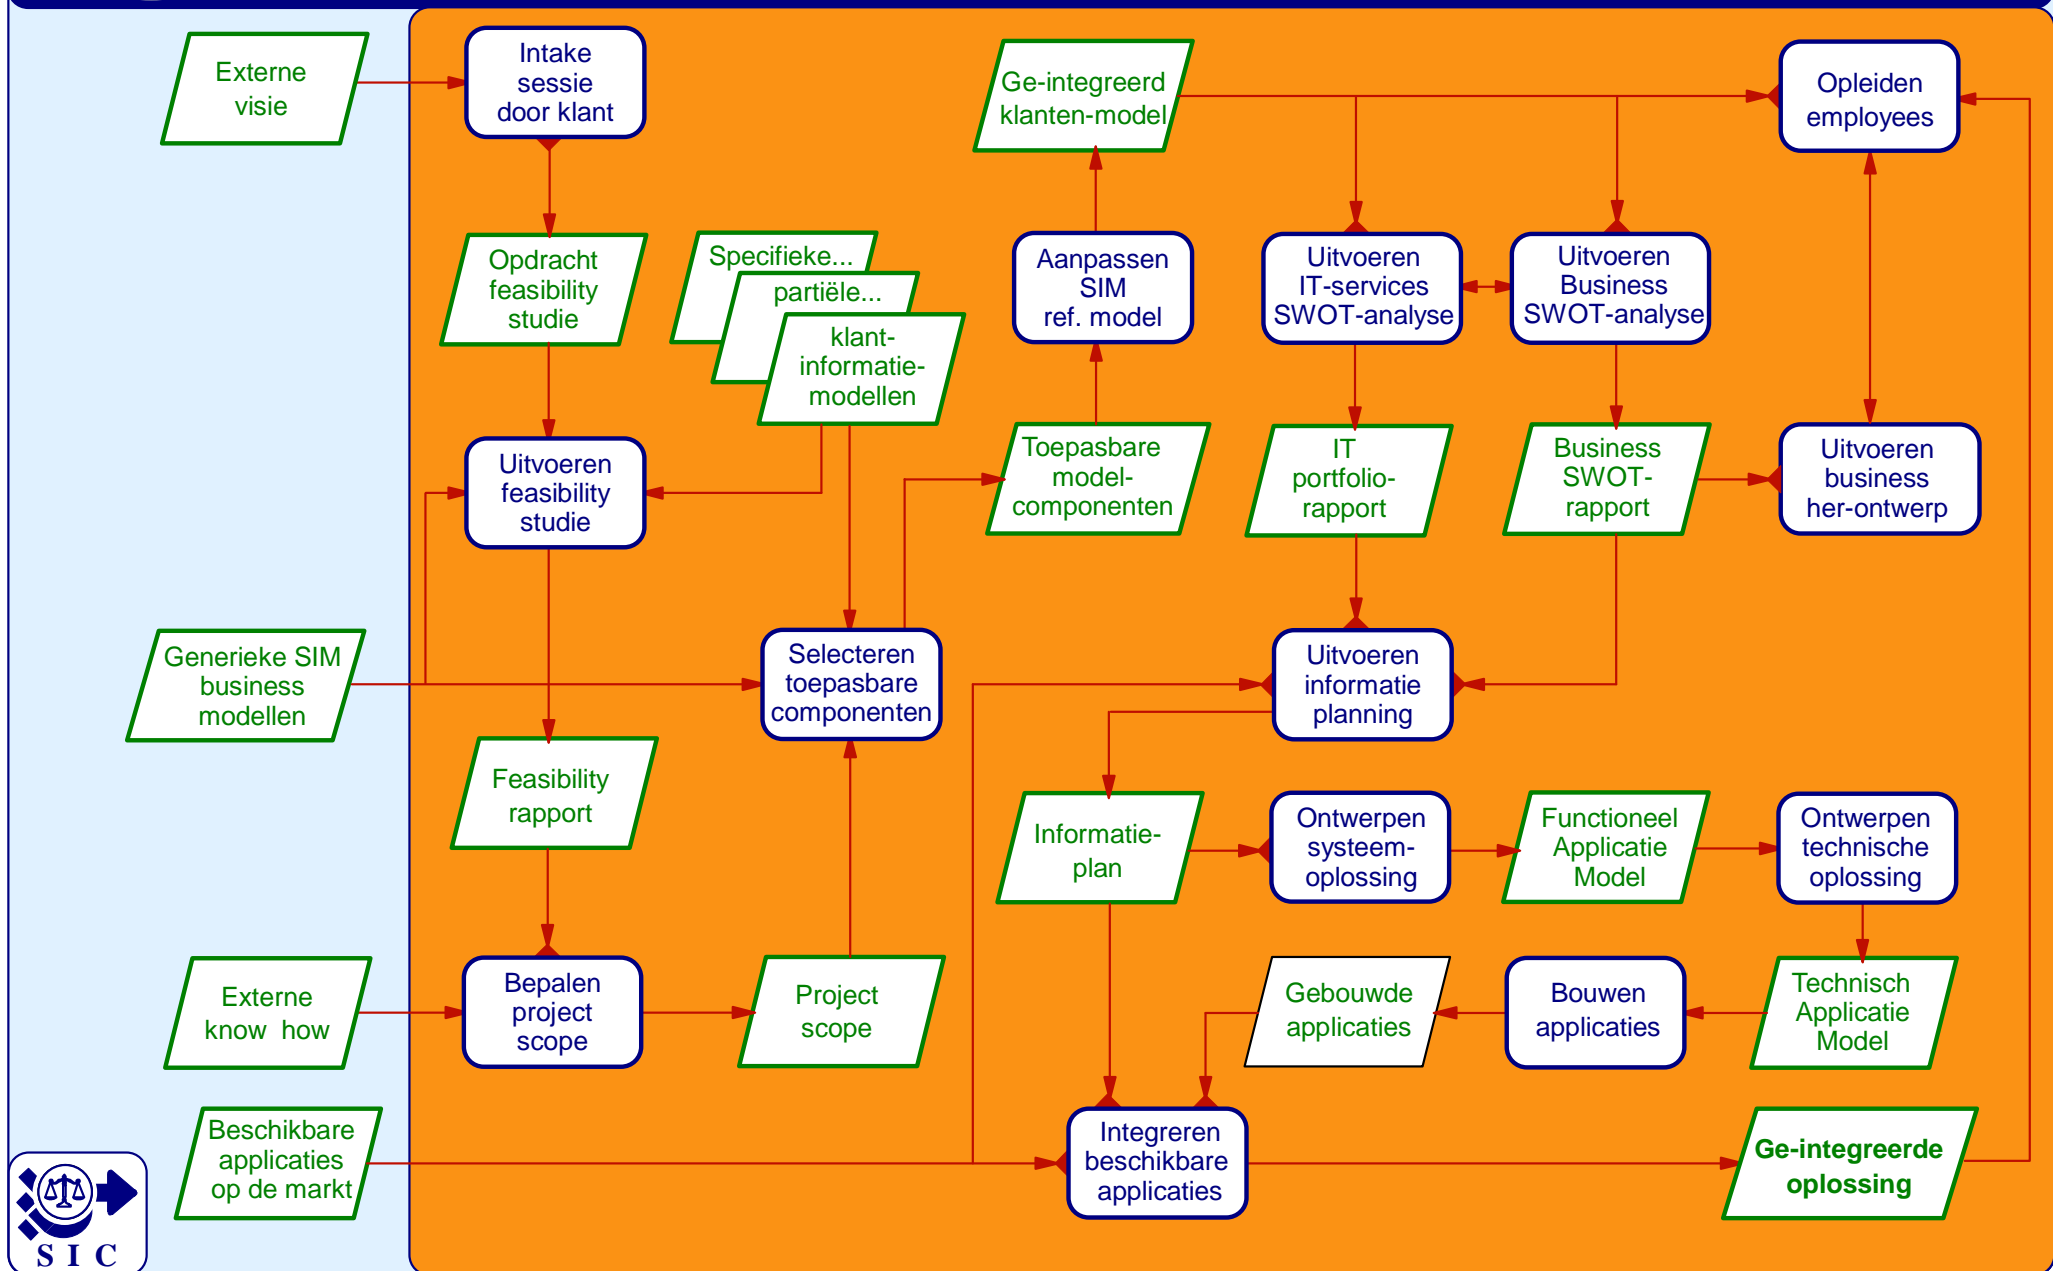 Externe
visie
Intake
sessie
door klant
Ge-integreerd
klanten-model
Opleiden
employees
Opdracht
feasibility
studie
Specifieke...
partiële...
klant-
informatie-
modellen
Aanpassen
SIM
ref. model
Uitvoeren
IT-services
SWOT-analyse
Uitvoeren
Business
SWOT-analyse
Uitvoeren
feasibility
studie
Toepasbare
model-
componenten
IT
portfolio-
rapport
Business
SWOT-
rapport
Uitvoeren
business
her-ontwerp
Generieke SIM
business
modellen
Selecteren
toepasbare
componenten
Uitvoeren
informatie
planning
Feasibility
rapport
Informatie-
plan
Ontwerpen
systeem-
oplossing
Functioneel
Applicatie
Model
Ontwerpen
technische
oplossing
Externe
know how
Bepalen
project
scope
Project
scope
Gebouwde
applicaties
Bouwen
applicaties
Technisch
Applicatie
Model
Beschikbare
applicaties
op de markt
Integreren
beschikbare
applicaties
Ge-integreerde
oplossing
S I C